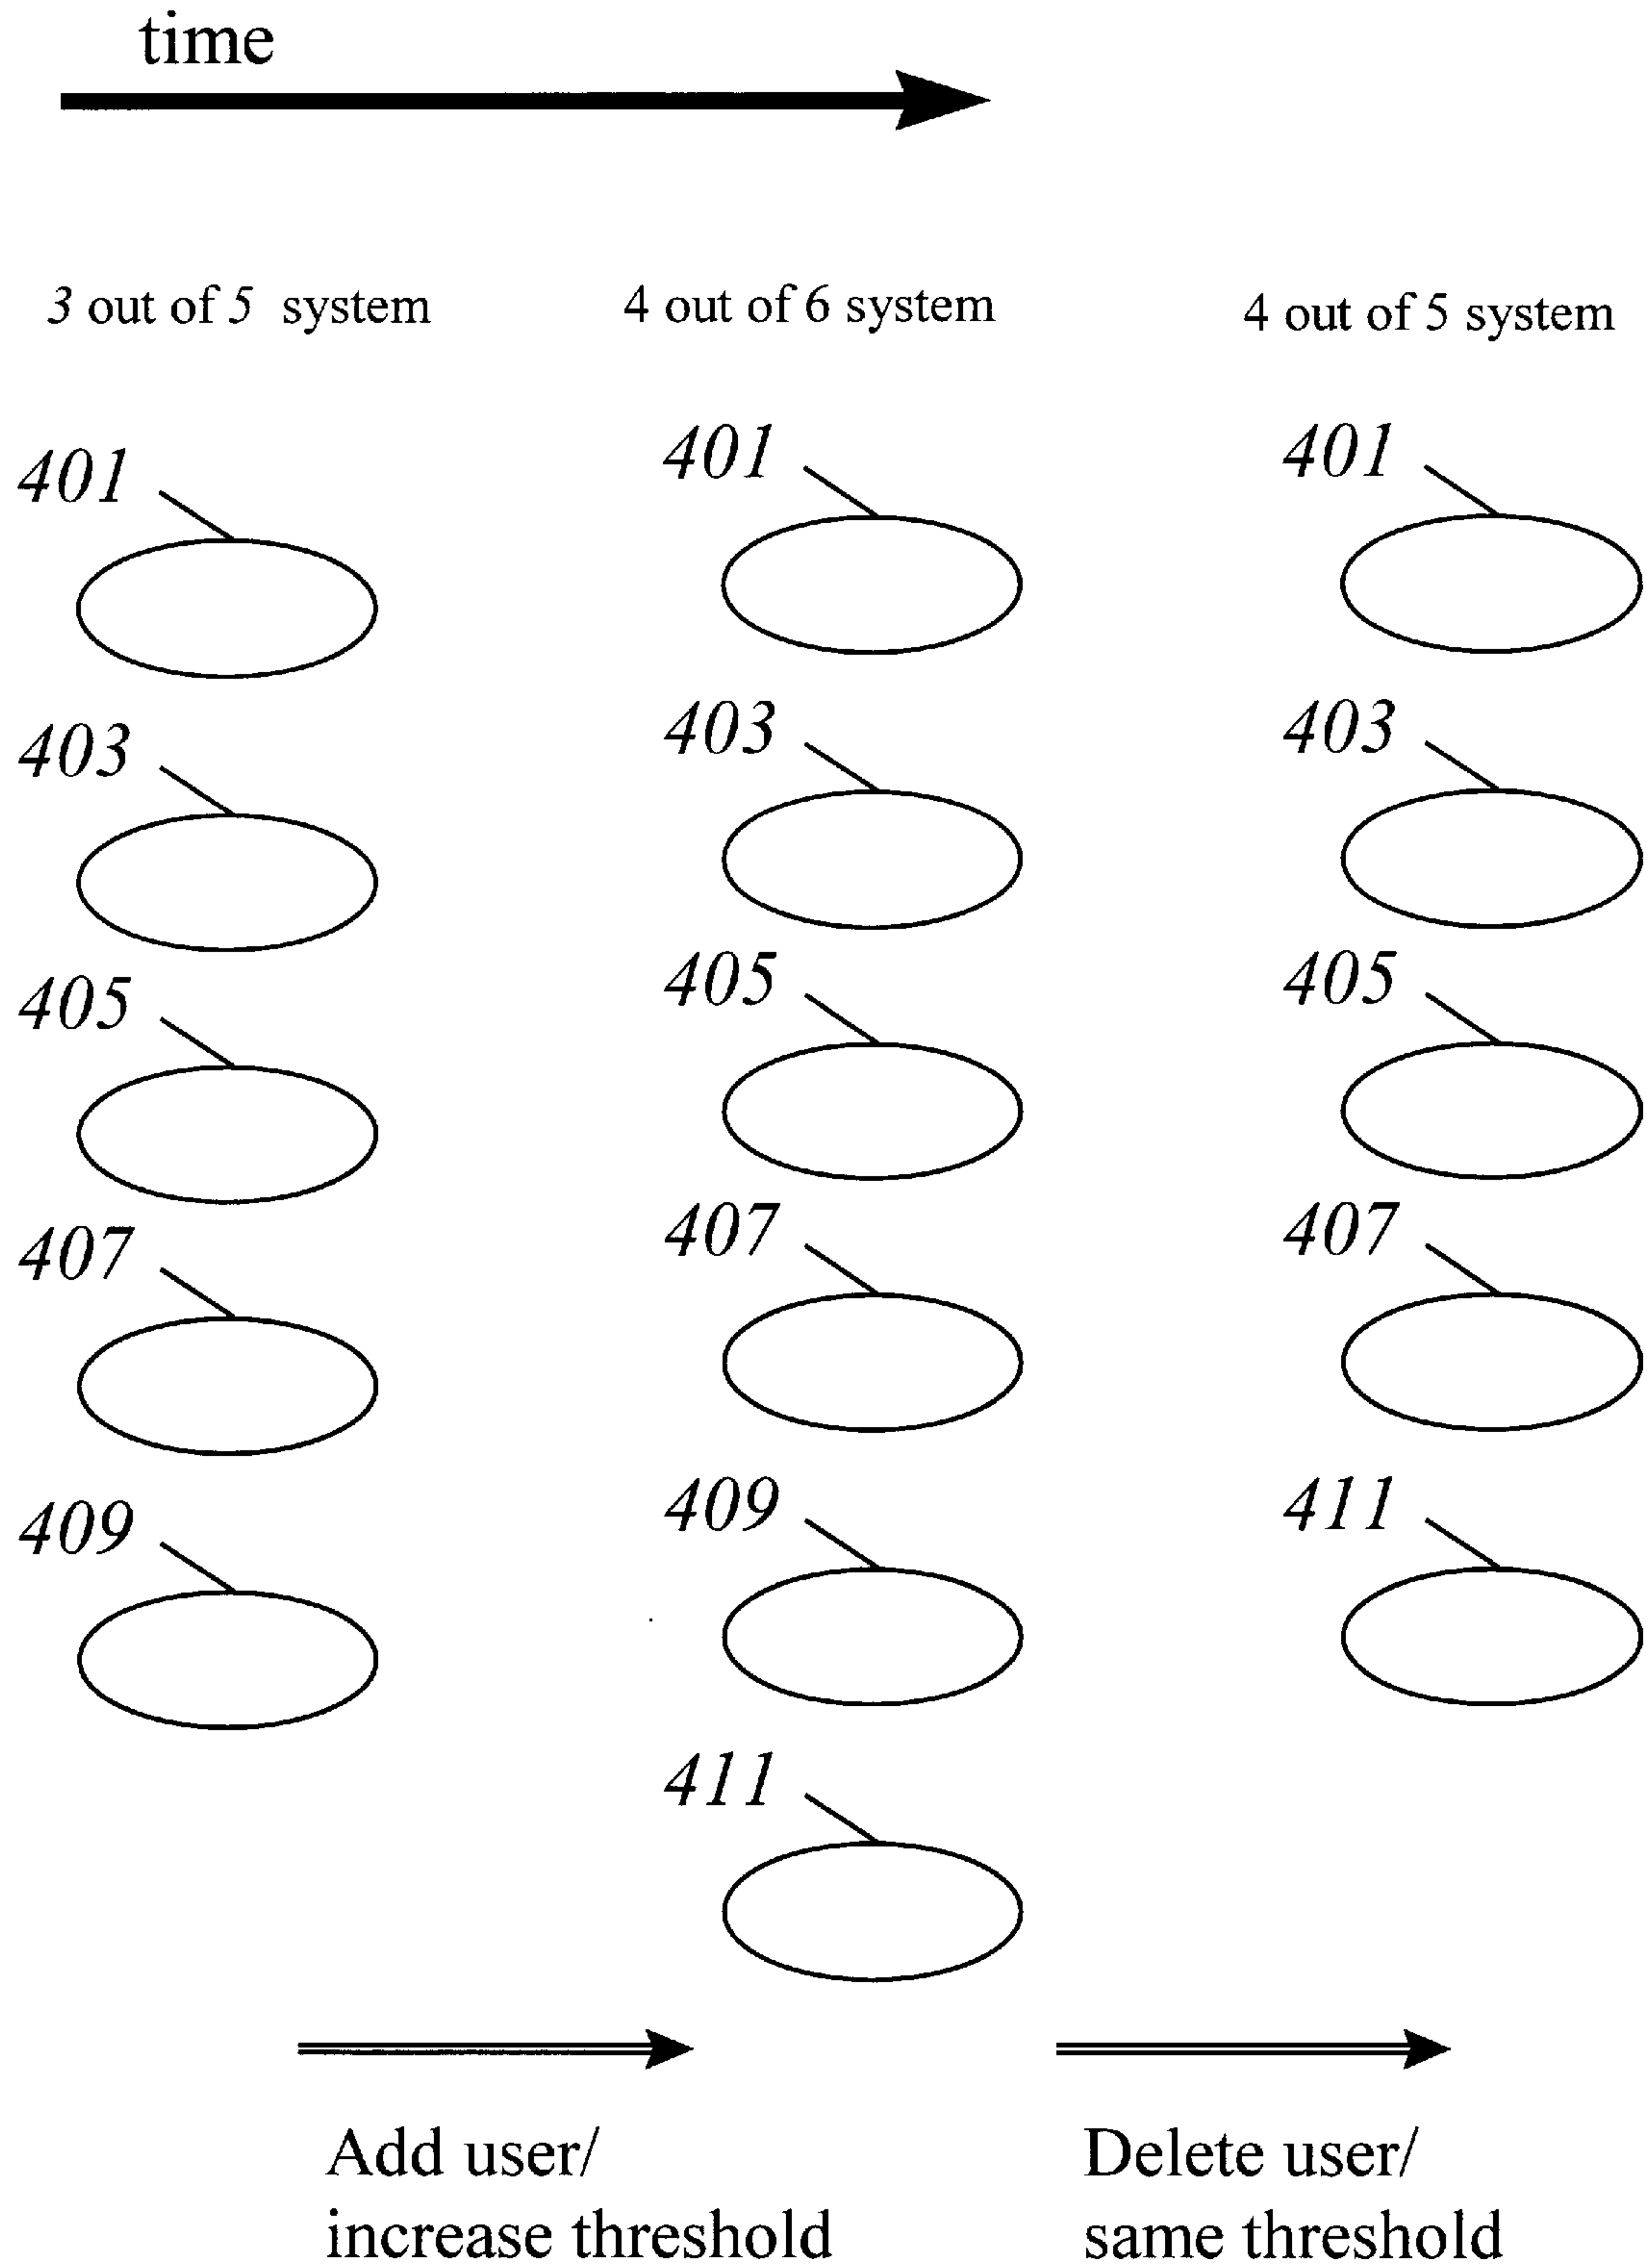 time
3 out of 5 system
4 out of 6 system
4 out of 5 system
401
401
401
403
403
403
405
405
405
407
407
407
409
409
411
411
Add user/
increase threshold
Delete user/
same threshold